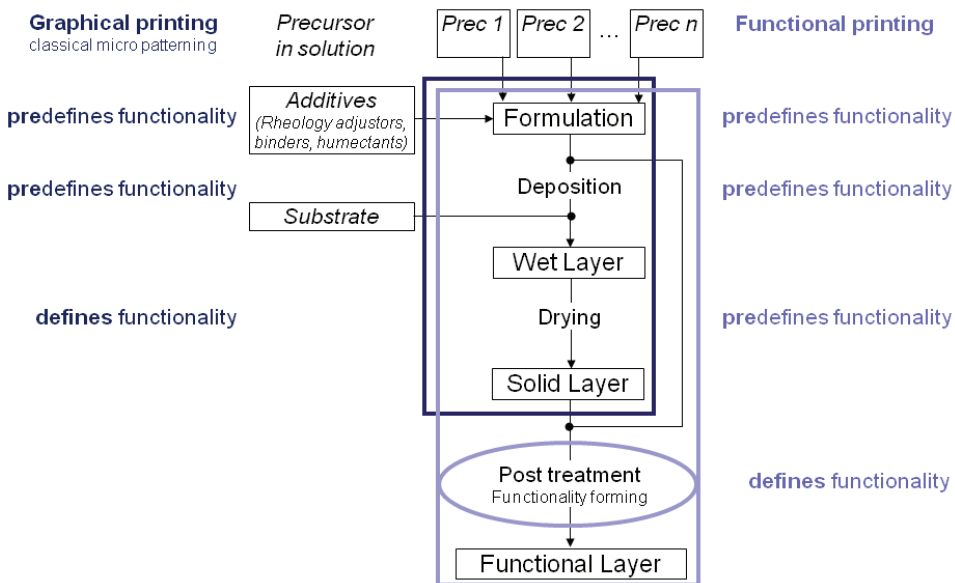 Graphical printing
classical micro patterning
Precursor
in solution
Prec 1
Prec 2
...
Prec n
Functional printing
predefines functionality
Additives
(Rheology adjustors,
binders, humectants)
Formulation
predefines functionality
predefines functionality
Deposition
predefines functionality
Substrate
Wet Layer
defines functionality
Drying
predefines functionality
Solid Layer
Post treatment
Functionality forming
defines functionality
Functional Layer